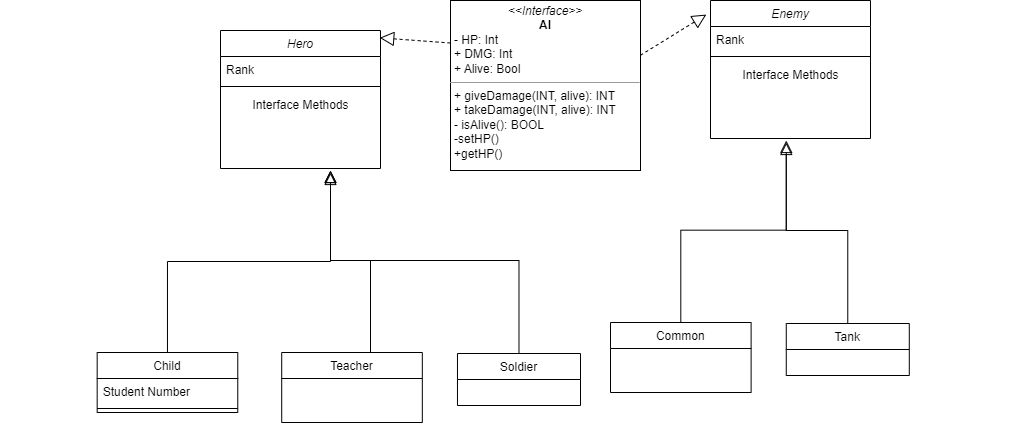 Hero
Rank
Interface Methods
<<Interface>>
AI
- HP: Int
+ DMG: Int
+ Alive: Bool
+ giveDamage(INT, alive): INT
+ takeDamage(INT, alive): INT
- isAlive(): BOOL
-setHP()
+getHP()
Enemy
Rank
Interface Methods
Child
Student Number
Teacher
Soldier
Common
Tank